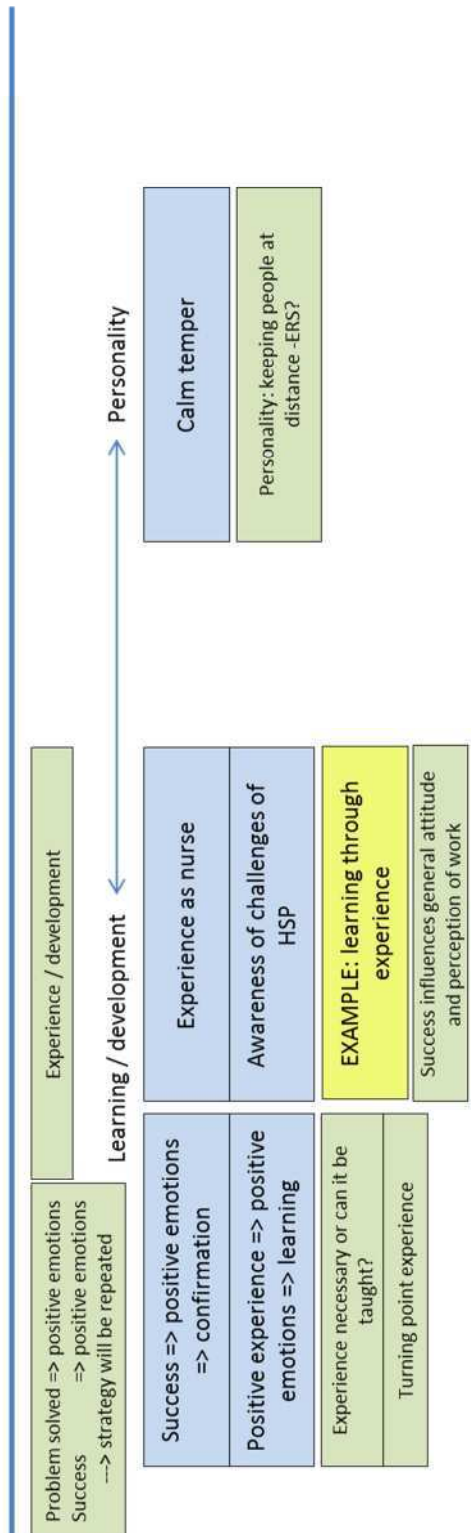 Problem solved => positive emotions
Success => positive emotions
---> strategy will be repeated
Experience / development
Learning / development
Personality
Success => positive emotions
=> confirmation
Positive experience => positive
emotions => learning
Experience as nurse
Awareness of challenges of
HSP
Calm temper
Personality: keeping people at
distance -ERS?
Experience necessary or can it be
taught?
Turning point experience
EXAMPLE: learning through
experience
Success influences general attitude
and perception of work